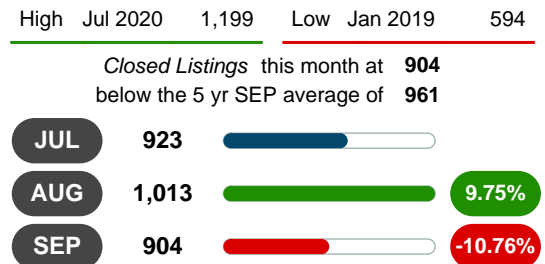 High Jul 2020 1,199 Low Jan 2019 594
Closed Listings this month at 904
below the 5 yr SEP average of 961
JUL 923
AUG 1,013 9.75%
SEP 904 -10.76%